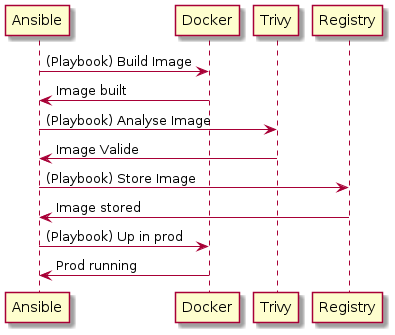 Ansible Docker Trivy Registry
(Playbook) Build Image
Image built
(Playbook) Analyse Image
Image Valide
(Playbook) Store Image
Image stored
(Playbook) Up in prod
Prod running
Ansible Docker Trivy Registry